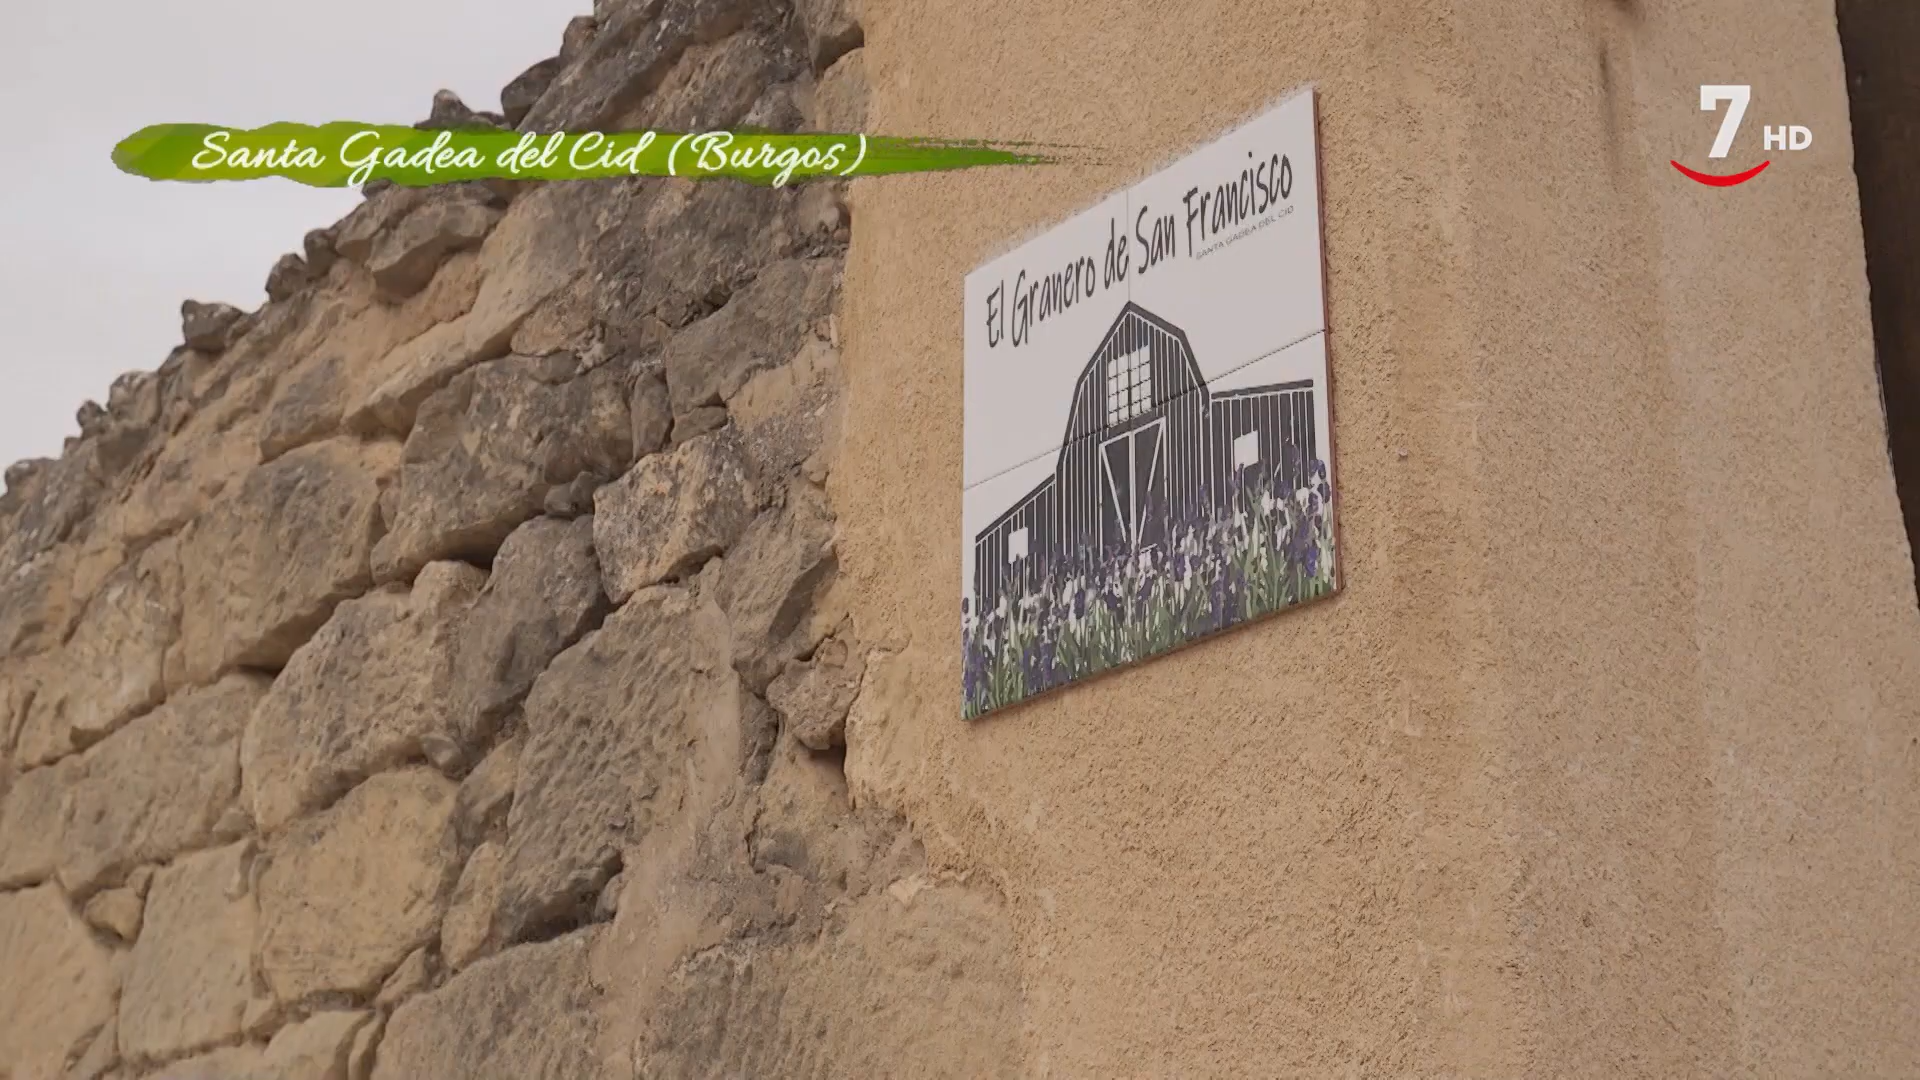 Santa Gadea del Cid (Burgos)
7 HD
El Granero de San Francisco
SANTA GADEA DEL CID